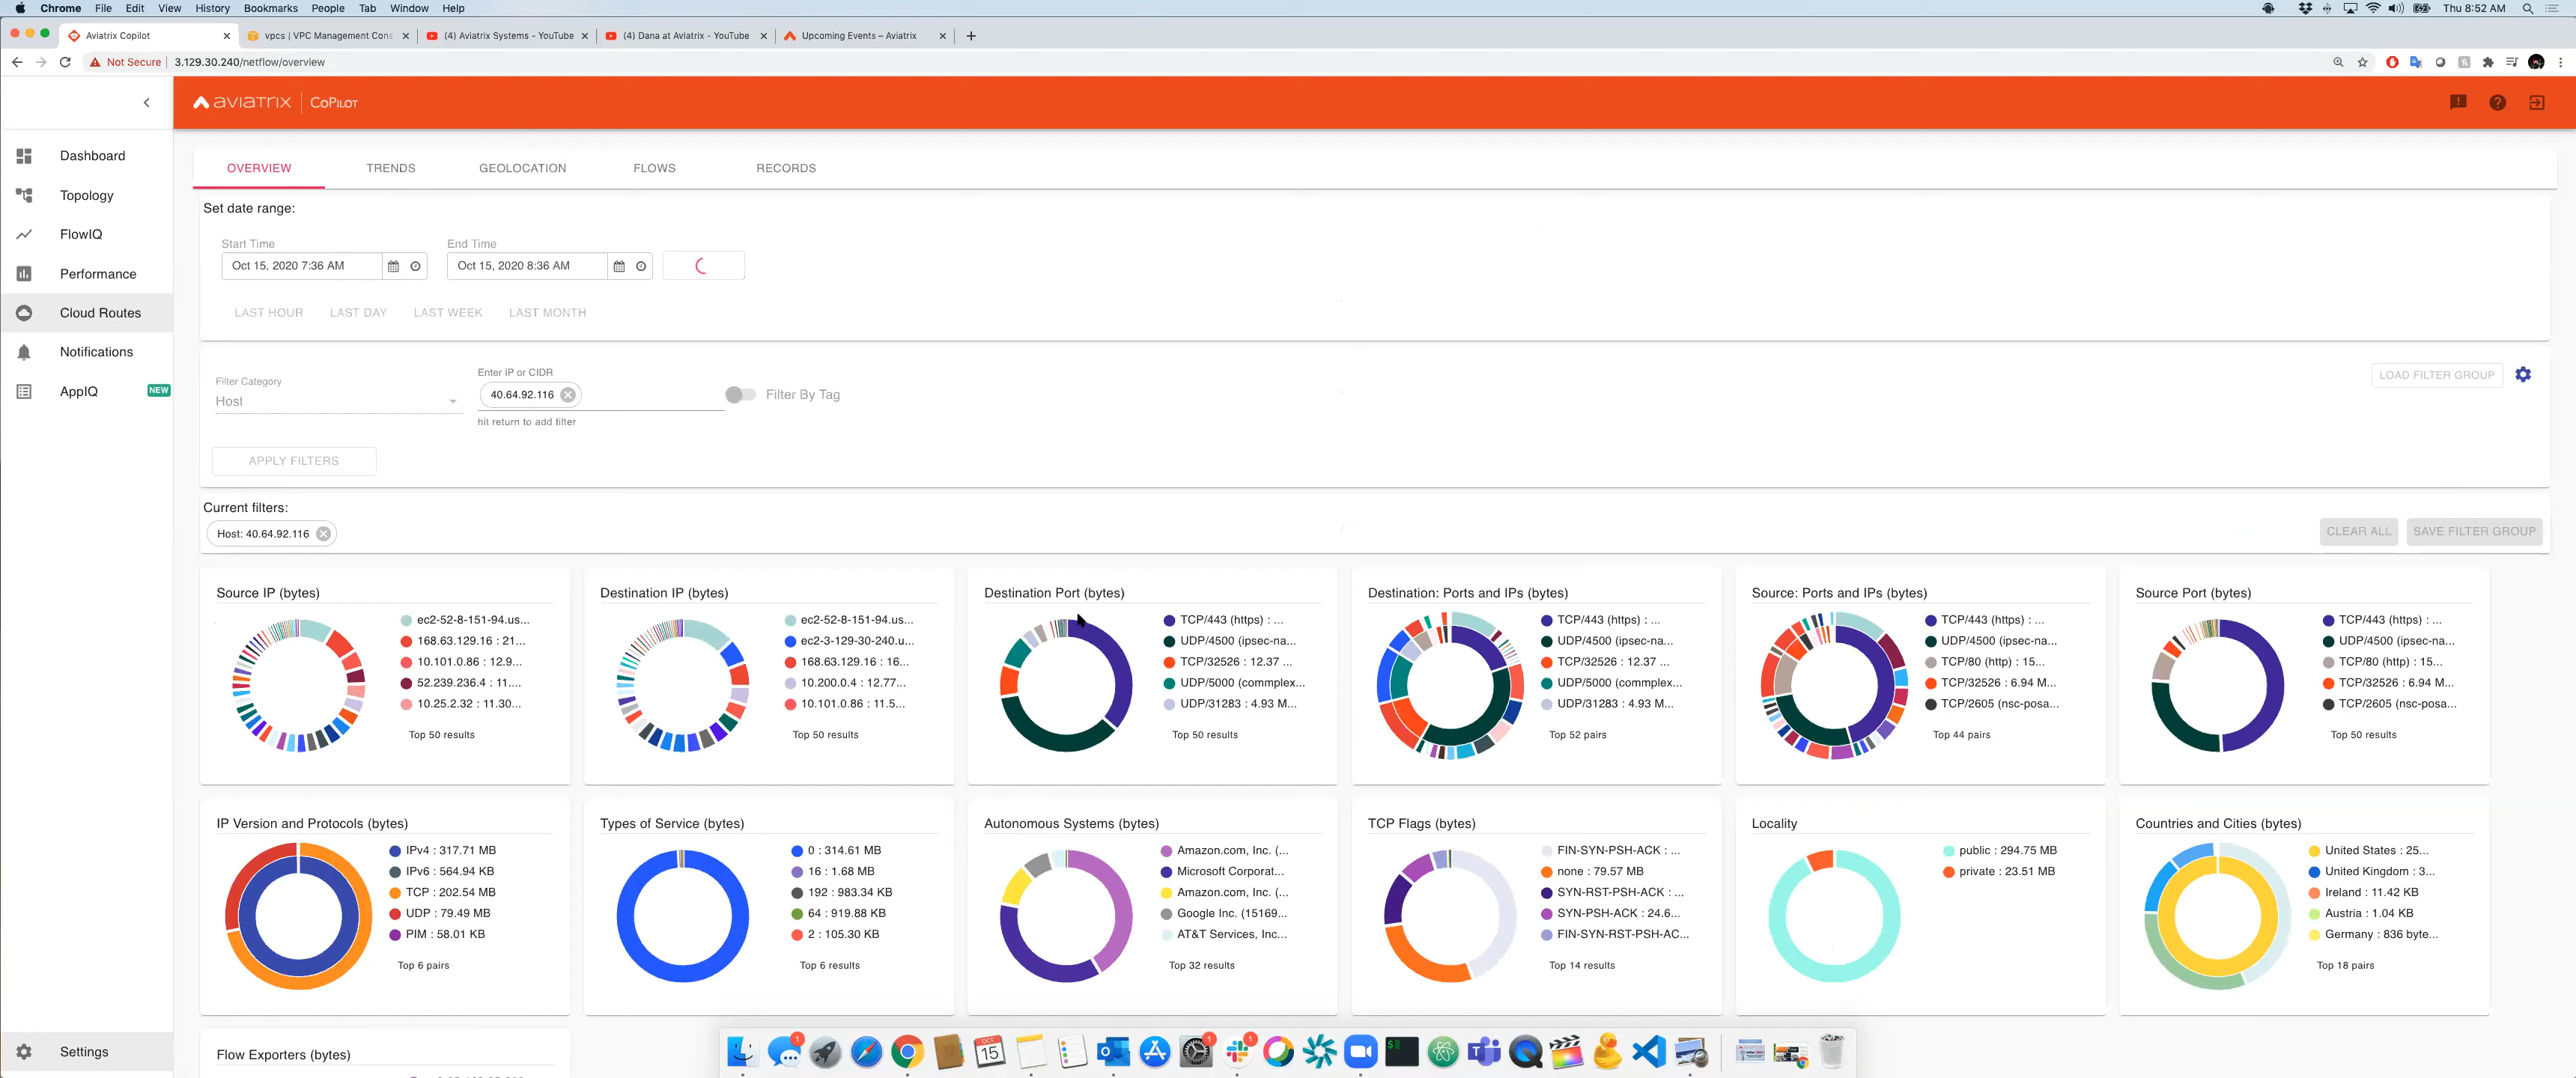 Chrome File Edit View History Bookmarks People Tab Window Help Thu 8:52 AM
Aviatrix Copilot vpcs | VPC Management Cons (4) Aviatrix Systems - YouTube (4) Dana at Aviatrix - YouTube Upcoming Events – Aviatrix
Not Secure 3.129.30.240/netflow/overview
AVIATRIX CoPilot
Dashboard
Topology
FlowIQ
Performance
Cloud Routes
Notifications
AppIQ NEW
Settings
OVERVIEW TRENDS GEOLOCATION FLOWS RECORDS
Set date range:
Start Time End Time
Oct 15, 2020 7:36 AM Oct 15, 2020 8:36 AM
LAST HOUR LAST DAY LAST WEEK LAST MONTH
Filter Category
Host
Enter IP or CIDR
40.64.92.116
hit return to add filter
Filter By Tag
LOAD FILTER GROUP
APPLY FILTERS
Current filters:
Host: 40.64.92.116
CLEAR ALL SAVE FILTER GROUP
Source IP (bytes)
ec2-52-8-151-94.us...
168.63.129.16 : 21...
10.101.0.86 : 12.9...
52.239.236.4 : 11....
10.25.2.32 : 11.30...
Top 50 results
Destination IP (bytes)
ec2-52-8-151-94.us...
ec2-3-129-30-240.u...
168.63.129.16 : 16...
10.200.0.4 : 12.77...
10.101.0.86 : 11.5...
Top 50 results
Destination Port (bytes)
TCP/443 (https) : ...
UDP/4500 (ipsec-na...
TCP/32526 : 12.37 ...
UDP/5000 (commplex...
UDP/31283 : 4.93 M...
Top 50 results
Destination: Ports and IPs (bytes)
TCP/443 (https) : ...
UDP/4500 (ipsec-na...
TCP/32526 : 12.37 ...
UDP/5000 (commplex...
UDP/31283 : 4.93 M...
Top 52 pairs
Source: Ports and IPs (bytes)
TCP/443 (https) : ...
UDP/4500 (ipsec-na...
TCP/80 (http) : 15...
TCP/32526 : 6.94 M...
TCP/2605 (nsc-posa...
Top 44 pairs
Source Port (bytes)
TCP/443 (https) : ...
UDP/4500 (ipsec-na...
TCP/80 (http) : 15...
TCP/32526 : 6.94 M...
TCP/2605 (nsc-posa...
Top 50 results
IP Version and Protocols (bytes)
IPv4 : 317.71 MB
IPv6 : 564.94 KB
TCP : 202.54 MB
UDP : 79.49 MB
PIM : 58.01 KB
Top 6 pairs
Types of Service (bytes)
0 : 314.61 MB
16 : 1.68 MB
192 : 983.34 KB
64 : 919.88 KB
2 : 105.30 KB
Top 6 results
Autonomous Systems (bytes)
Amazon.com, Inc. (...
Microsoft Corporat...
Amazon.com, Inc. (...
Google Inc. (15169...
AT&T Services, Inc...
Top 32 results
TCP Flags (bytes)
FIN-SYN-PSH-ACK : ...
none : 79.57 MB
SYN-RST-PSH-ACK : ...
SYN-PSH-ACK : 24.6...
FIN-SYN-RST-PSH-AC...
Top 14 results
Locality
public : 294.75 MB
private : 23.51 MB
Countries and Cities (bytes)
United States : 25...
United Kingdom : 3...
Ireland : 11.42 KB
Austria : 1.04 KB
Germany : 836 byte...
Top 18 pairs
Flow Exporters (bytes)
1 OCT 15 1 1